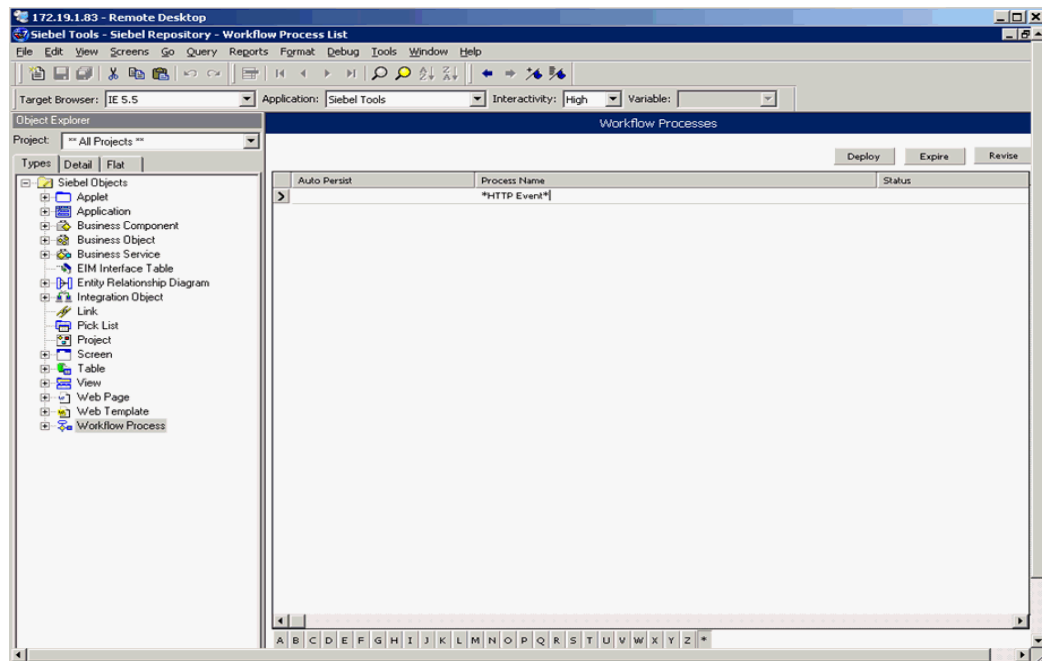 172.19.1.83 - Remote Desktop
Siebel Tools - Siebel Repository - Workflow Process List
File Edit View Screens Go Query Reports Format Debug Tools Window Help
Target Browser: IE 5.5 Application: Siebel Tools Interactivity: High Variable:
Object Explorer
Workflow Processes
Project: ** All Projects **
Deploy Expire Revise
Types Detail Flat
Auto Persist Process Name Status
*HTTP Event*
Siebel Objects
Applet
Application
Business Component
Business Object
Business Service
EIM Interface Table
Entity Relationship Diagram
Integration Object
Link
Pick List
Project
Screen
Table
View
Web Page
Web Template
Workflow Process
A B C D E F G H I J K L M N O P Q R S T U V W X Y Z *